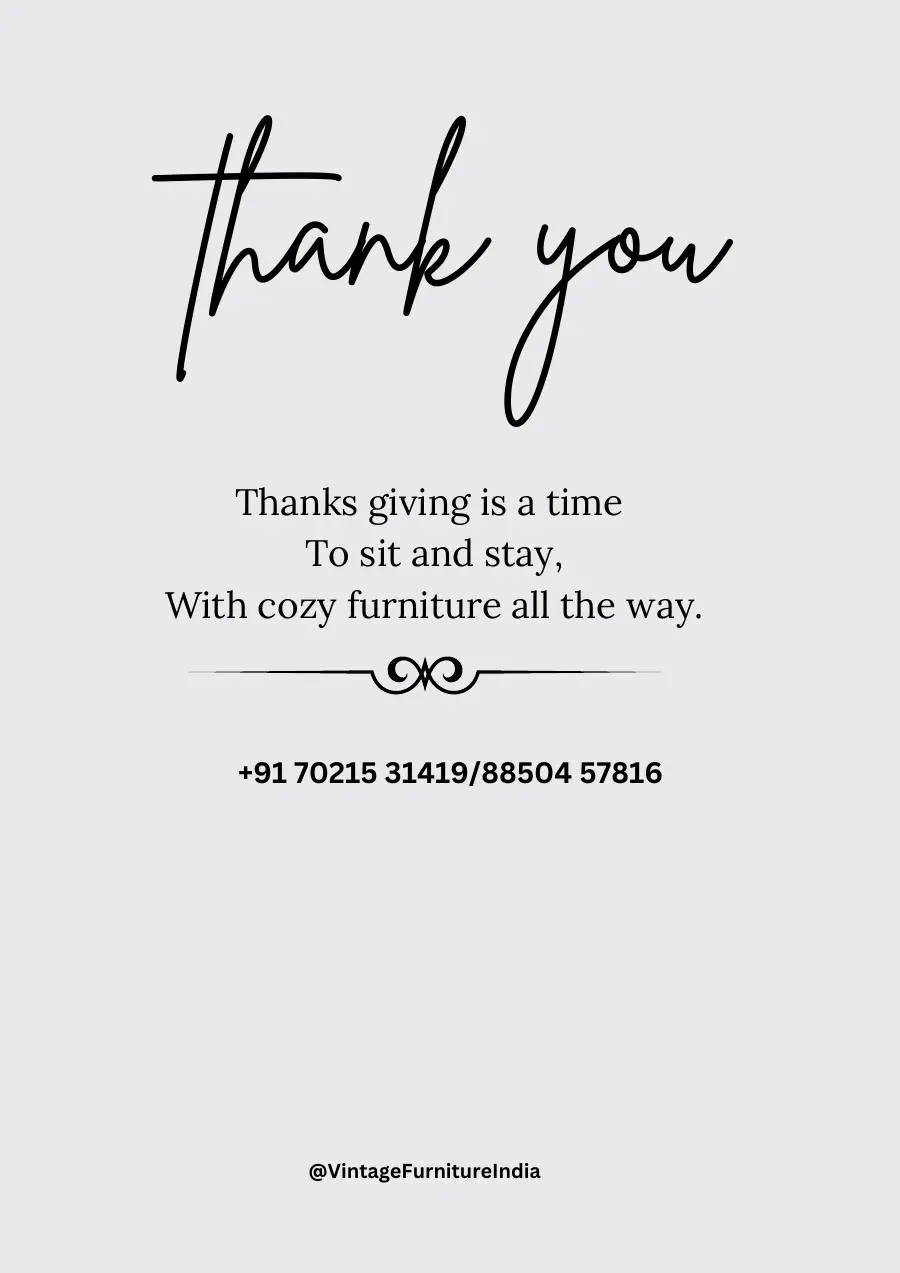 thank you
Thanks giving is a time
To sit and stay,
With cozy furniture all the way.
+91 70215 31419/88504 57816
@VintageFurnitureIndia